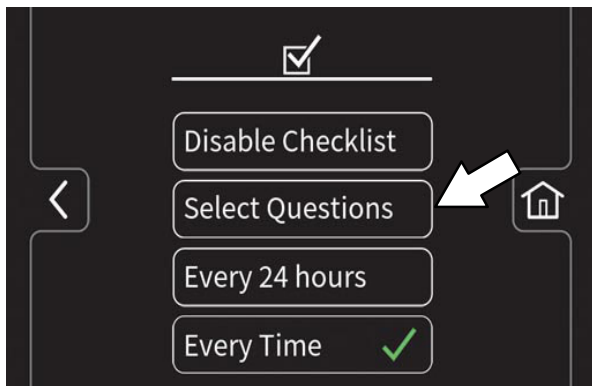 Disable Checklist
Select Questions
Every 24 hours
Every Time